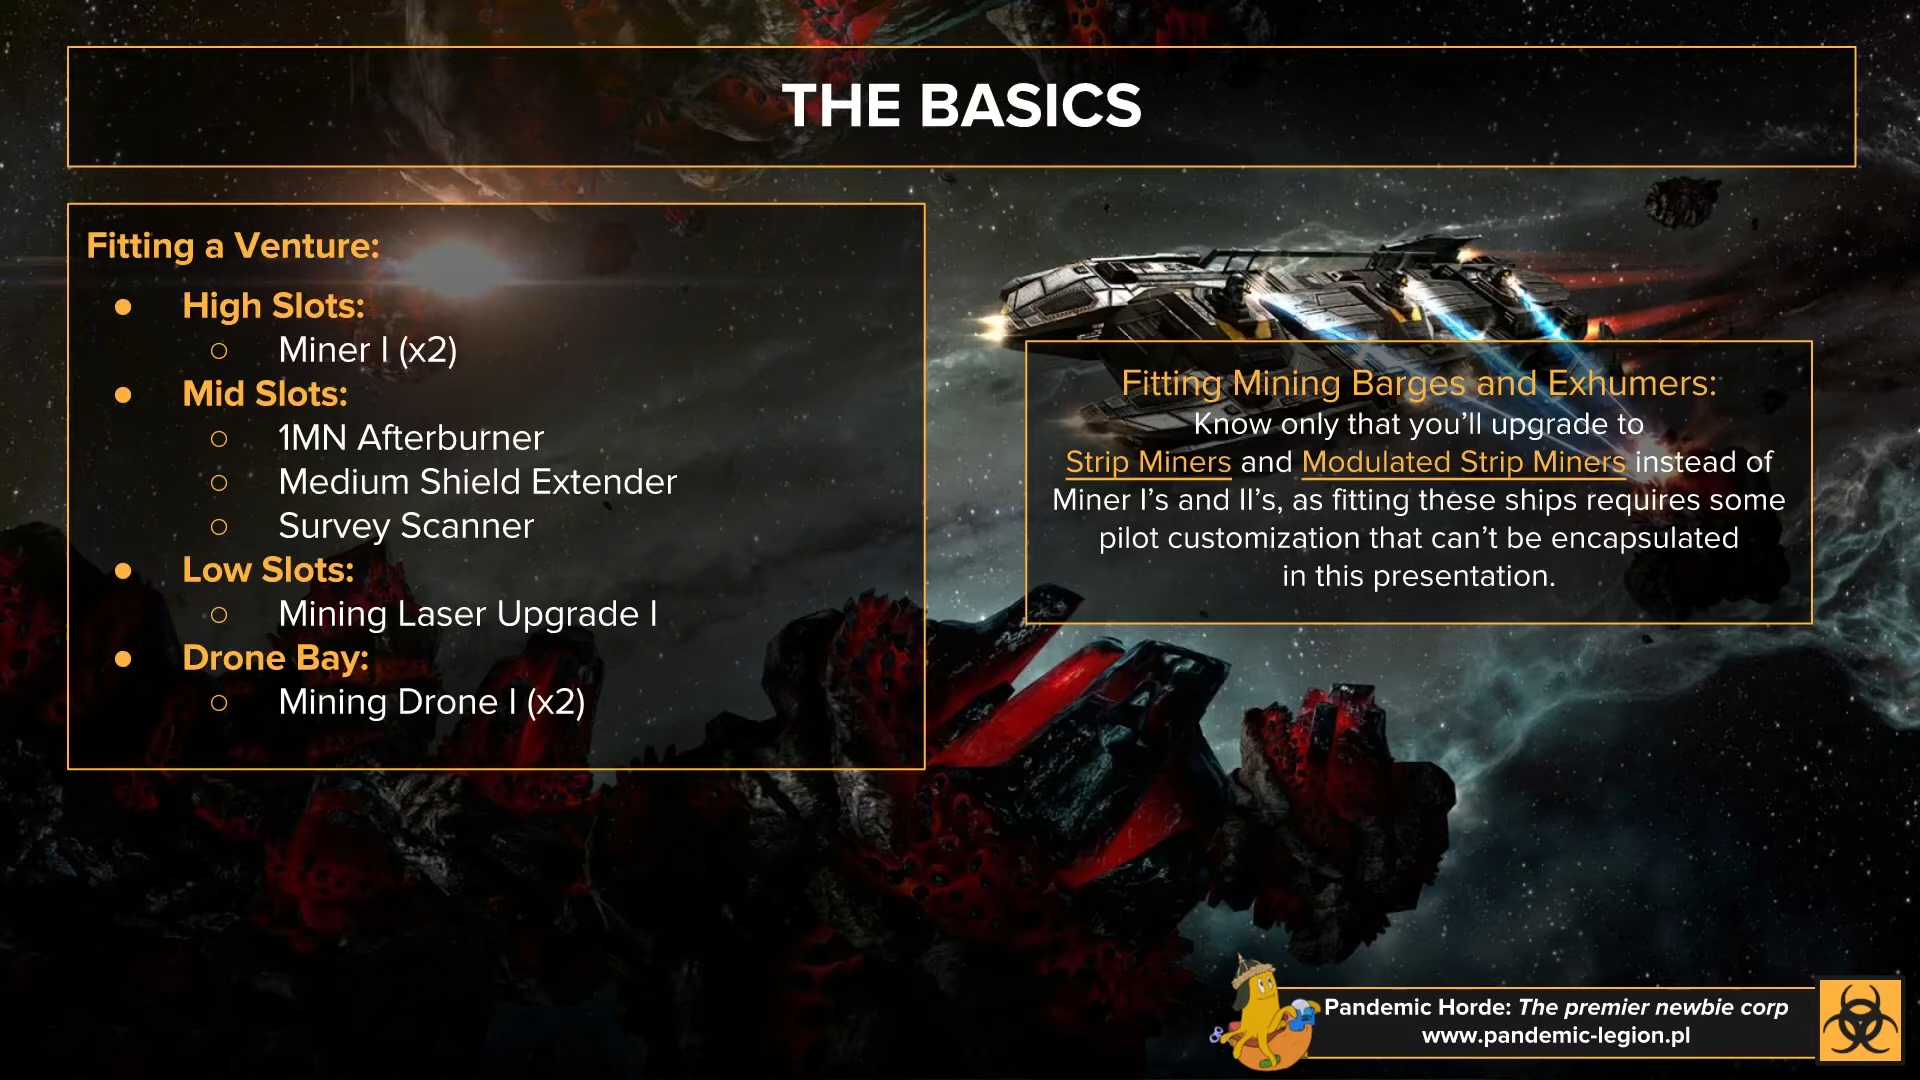 THE BASICS
Fitting a Venture:
● High Slots:
○ Miner I (x2)
● Mid Slots:
○ 1MN Afterburner
○ Medium Shield Extender
○ Survey Scanner
● Low Slots:
○ Mining Laser Upgrade I
● Drone Bay:
○ Mining Drone I (x2)
Fitting Mining Barges and Exhumers:
Know only that you’ll upgrade to
Strip Miners and Modulated Strip Miners instead of
Miner I’s and II’s, as fitting these ships requires some
pilot customization that can’t be encapsulated
in this presentation.
Pandemic Horde: The premier newbie corp
www.pandemic-legion.pl